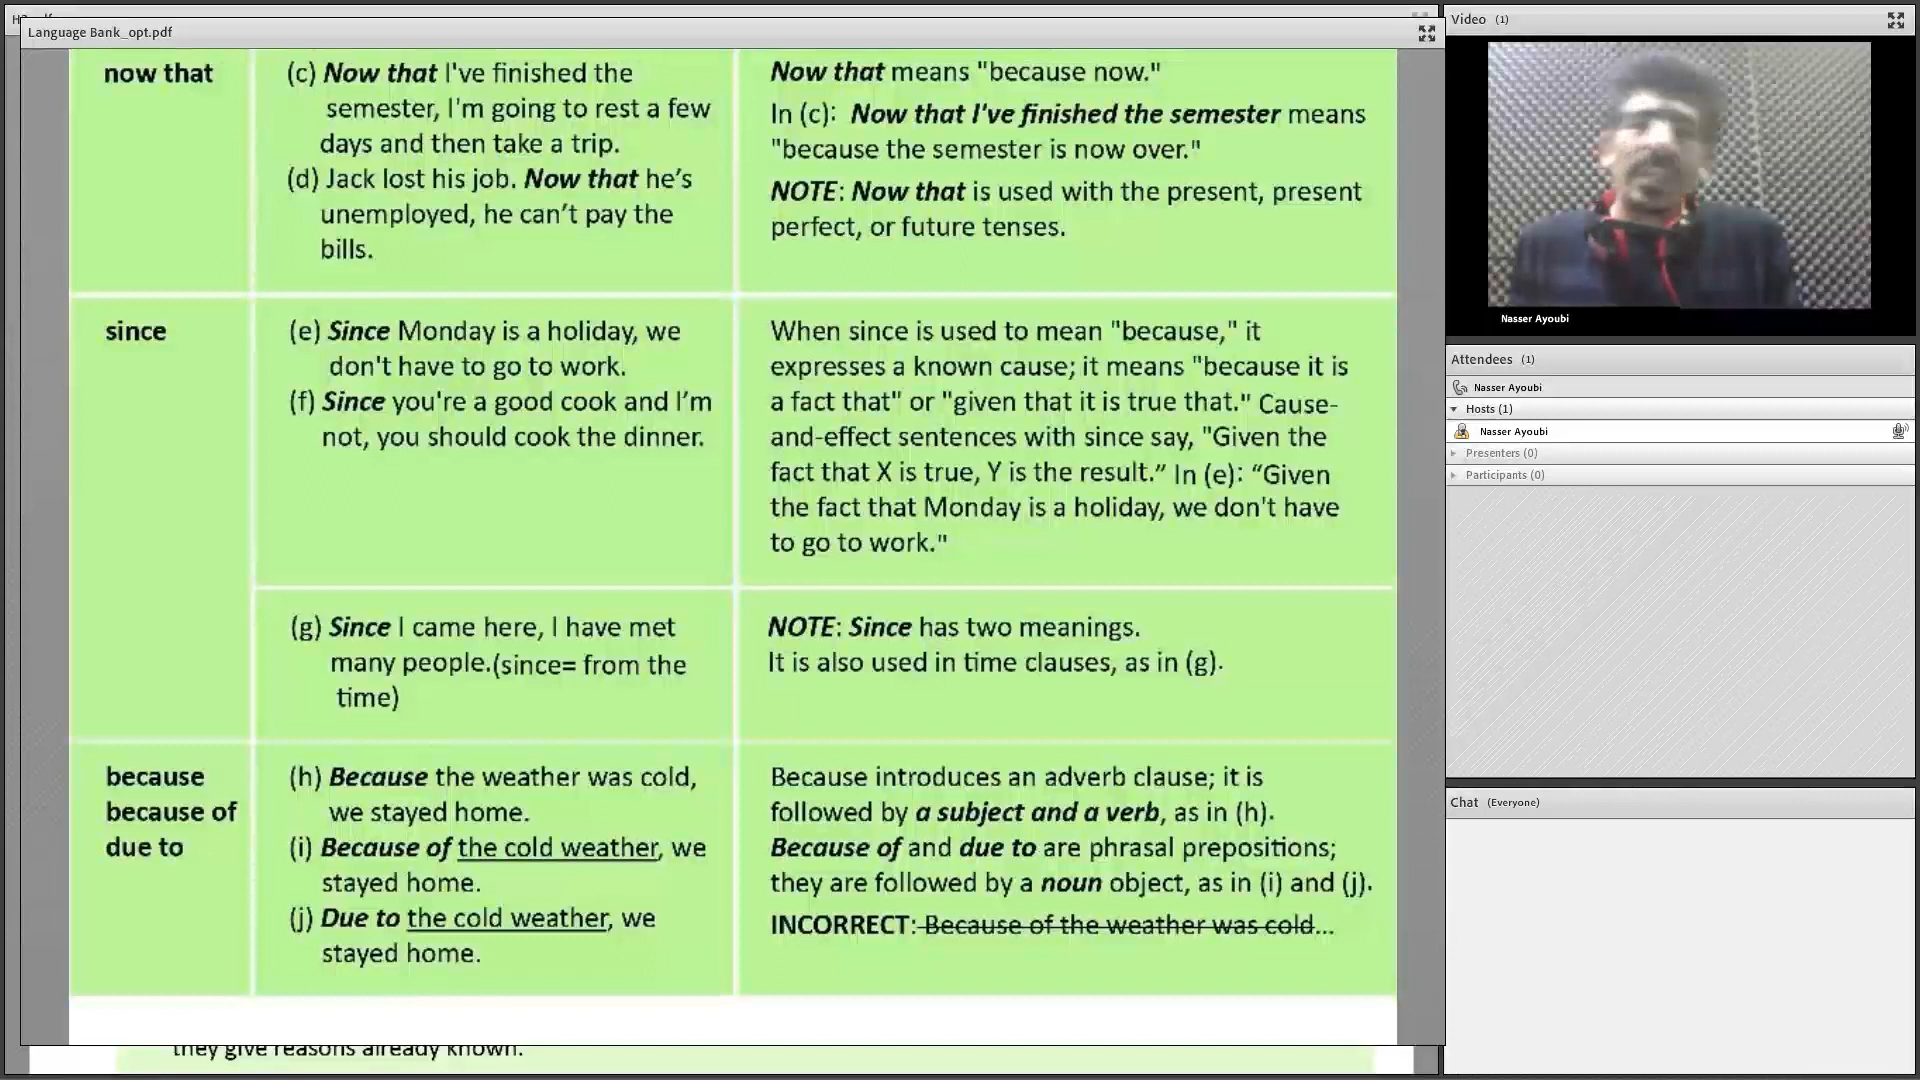 Language Bank_opt.pdf
now that
(c) Now that I've finished the
semester, I'm going to rest a few
days and then take a trip.
(d) Jack lost his job. Now that he's
unemployed, he can't pay the
bills.
Now that means "because now."
In (c): Now that I've finished the semester means
"because the semester is now over."
NOTE: Now that is used with the present, present
perfect, or future tenses.
since
(e) Since Monday is a holiday, we
don't have to go to work.
(f) Since you're a good cook and I'm
not, you should cook the dinner.
When since is used to mean "because," it
expresses a known cause; it means "because it is
a fact that" or "given that it is true that." Cause-
and-effect sentences with since say, "Given the
fact that X is true, Y is the result.” In (e): “Given
the fact that Monday is a holiday, we don't have
to go to work."
(g) Since I came here, I have met
many people.(since= from the
time)
NOTE: Since has two meanings.
It is also used in time clauses, as in (g).
because
because of
due to
(h) Because the weather was cold,
we stayed home.
(i) Because of the cold weather, we
stayed home.
(j) Due to the cold weather, we
stayed home.
Because introduces an adverb clause; it is
followed by a subject and a verb, as in (h).
Because of and due to are phrasal prepositions;
they are followed by a noun object, as in (i) and (j).
INCORRECT: Because of the weather was cold...
they give reasons already known.
Video (1)
Nasser Ayoubi
Attendees (1)
Nasser Ayoubi
Hosts (1)
Nasser Ayoubi
Presenters (0)
Participants (0)
Chat (Everyone)